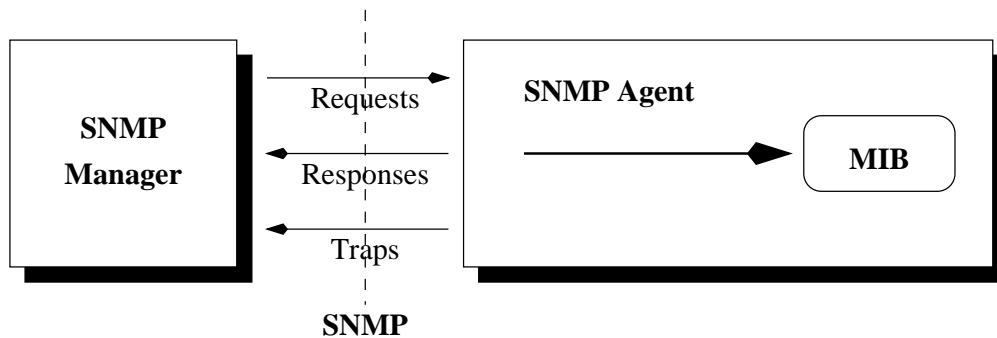 SNMP
Manager
Requests
Responses
Traps
SNMP
SNMP Agent
MIB